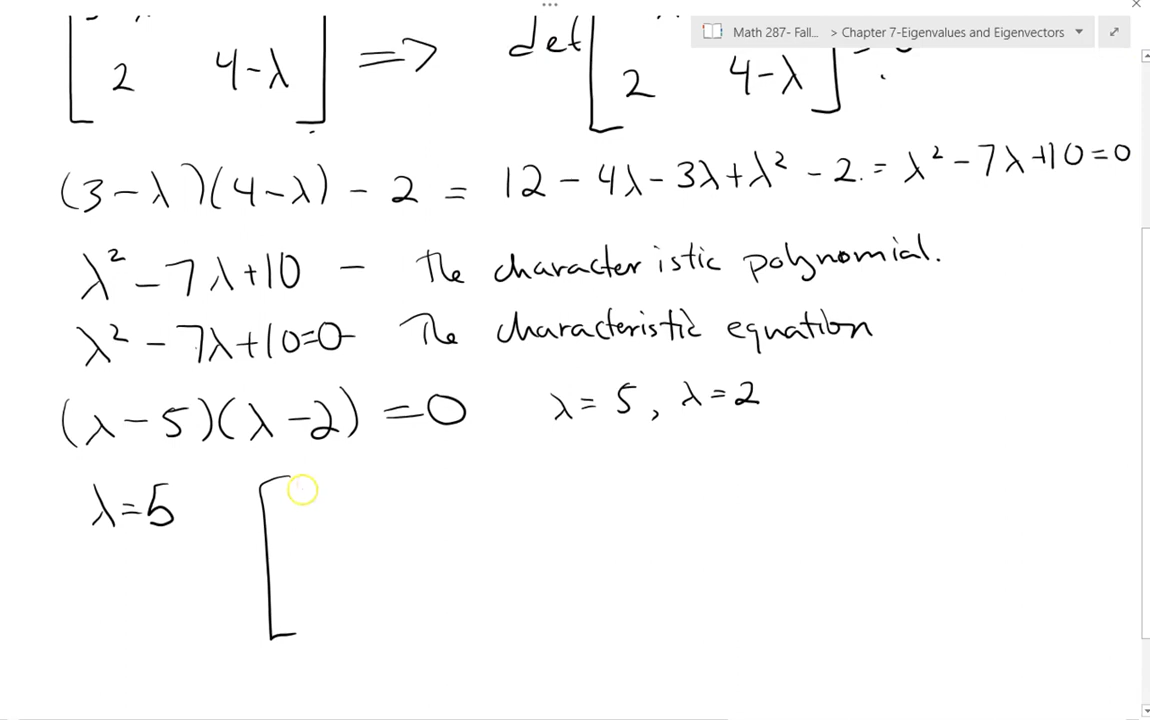 Math 287- Fall... > Chapter 7-Eigenvalues and Eigenvectors
2 4-λ ⇒ det 2 4-λ
(3-λ)(4-λ) - 2 = 12 - 4λ - 3λ + λ² - 2 = λ² - 7λ + 10 = 0
λ² - 7λ + 10 - The characteristic polynomial.
λ² - 7λ + 10 = 0 - The characteristic equation
(λ - 5)(λ - 2) = 0 λ = 5, λ = 2
λ = 5 [